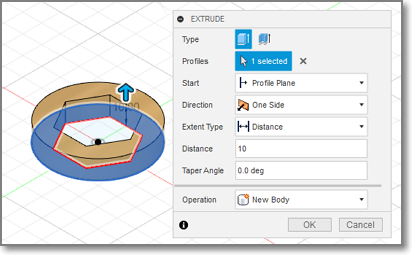 EXTRUDE
Type
Profiles 1 selected
Start Profile Plane
Direction One Side
Extent Type Distance
Distance 10
Taper Angle 0.0 deg
Operation New Body
OK Cancel